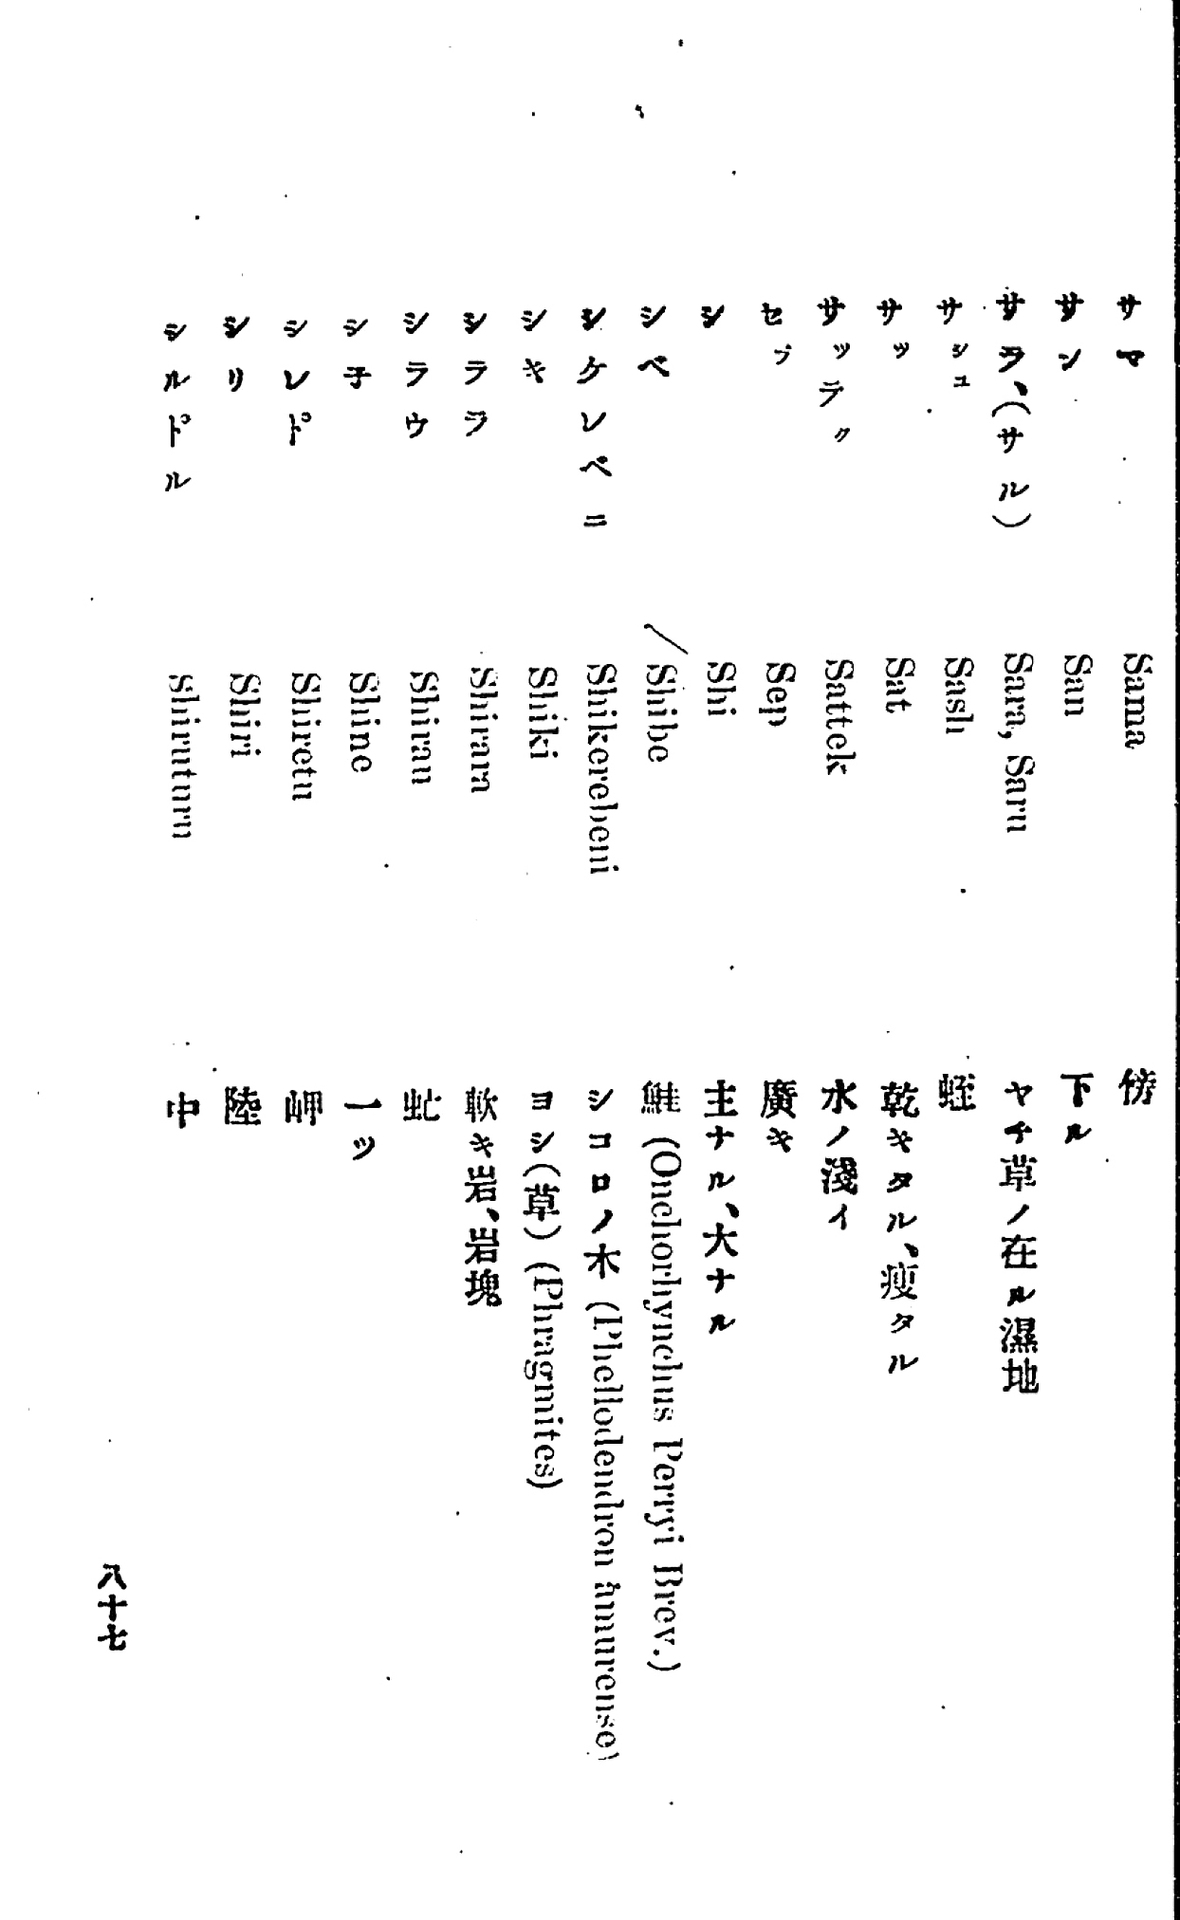 サマ Sama 傍
サン San 下ル
サラ、(サル) Sara, Saru ヤチ草ノ在ル濕地
サシュ Sash 蛭
サッ Sat 乾キタル、瘦タル
サッテク Sattek 水ノ淺イ
セプ Sep 廣キ
シ Shi 主ナル、大ナル
シベ Shibe 鮭 (Onchorhynchus Perryi Brev.)
シケレベニ Shikerebeni シコロノ木 (Phellodendron amurense)
シキ Shiki ヨシ(草) (Phragmites)
シララ Shirara 軟キ岩、岩塊
シラウ Shirau 虻
シ子 Shine 一ツ
シレド Shiretu 岬
シリ Shiri 陸
シルドル Shiruturu 中
八十七